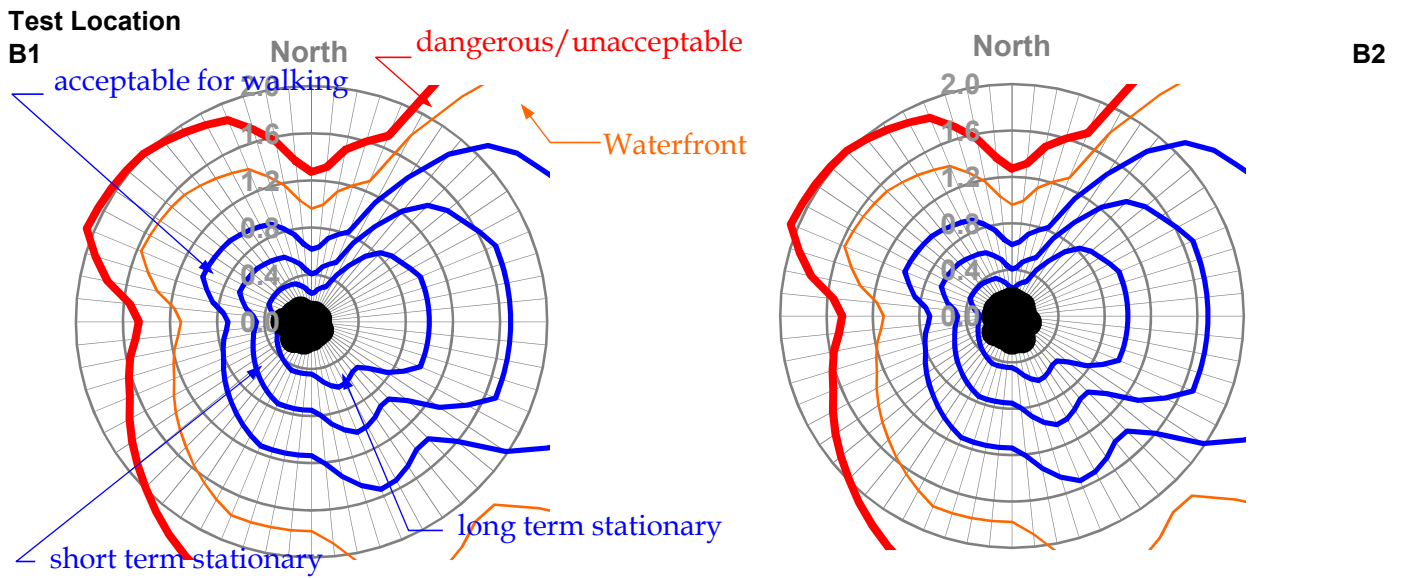 Test Location
B1
North
dangerous/unacceptable
acceptable for walking
2.0
1.6
Waterfront
1.2
0.8
0.4
0.0
long term stationary
short term stationary
North
B2
2.0
1.6
1.2
0.8
0.4
0.0